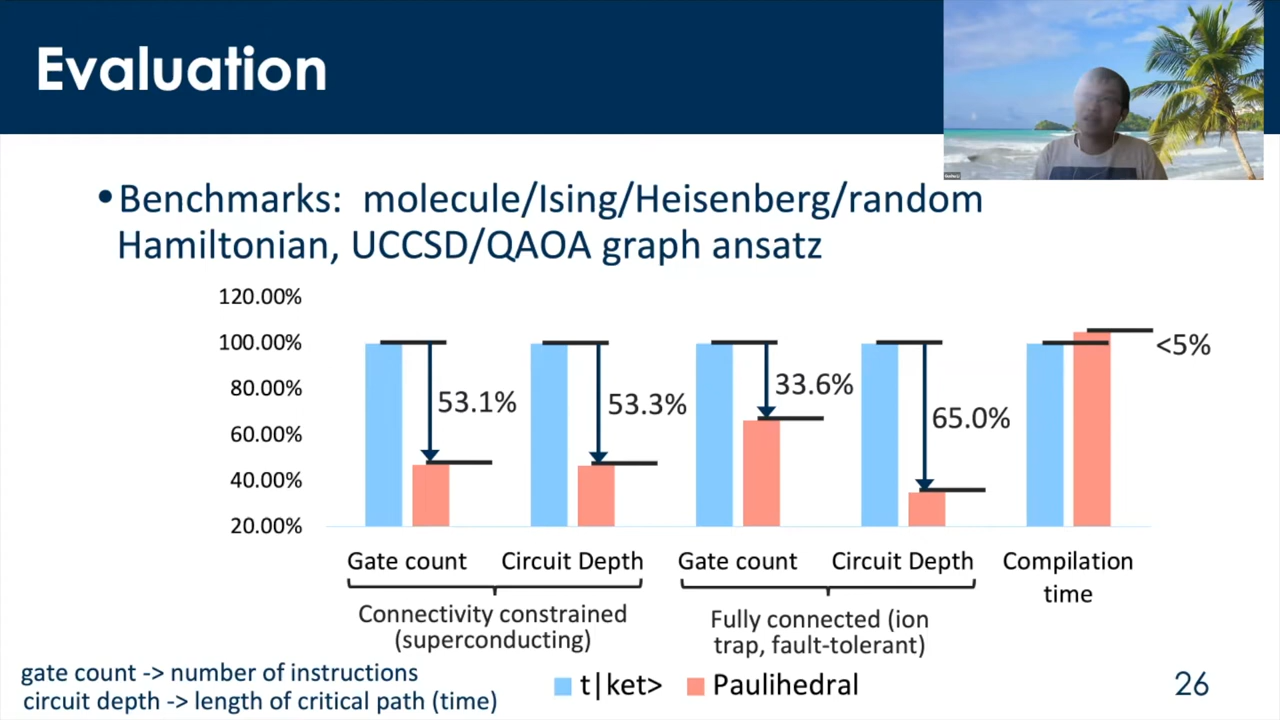 Evaluation
•Benchmarks: molecule/Ising/Heisenberg/random
Hamiltonian, UCCSD/QAOA graph ansatz
120.00%
100.00%
80.00%
60.00%
40.00%
20.00%
53.1%
53.3%
33.6%
65.0%
<5%
Gate count
Circuit Depth
Gate count
Circuit Depth
Compilation
time
Connectivity constrained
(superconducting)
Fully connected (ion
trap, fault-tolerant)
gate count -> number of instructions
circuit depth -> length of critical path (time)
t|ket>
Paulihedral
26